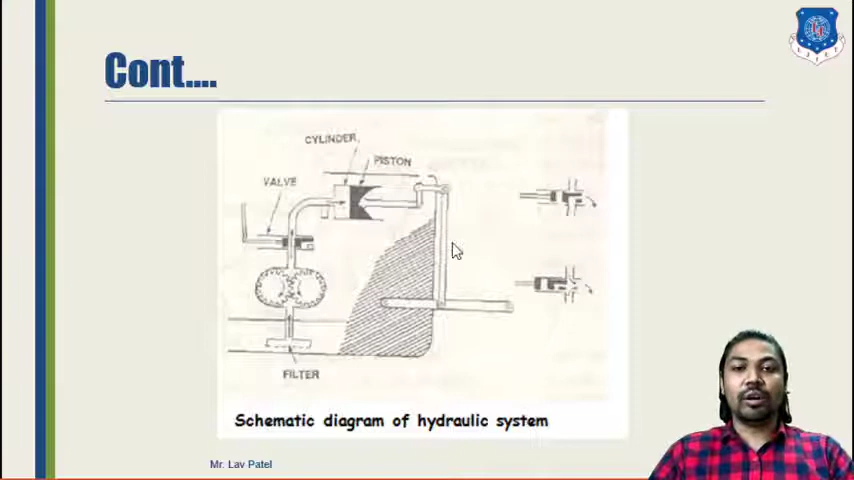 Cont....
CYLINDER,
PISTON
VALVE
FILTER
Schematic diagram of hydraulic system
Mr. Lav Patel